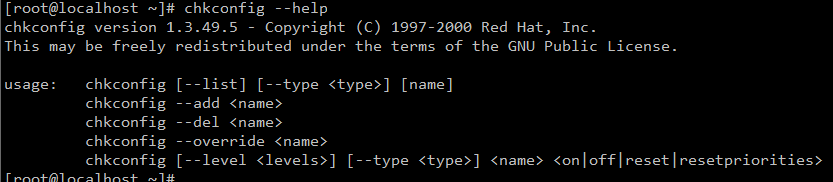 [root@localhost ~]# chkconfig --help
chkconfig version 1.3.49.5 - Copyright (C) 1997-2000 Red Hat, Inc.
This may be freely redistributed under the terms of the GNU Public License.
usage:   chkconfig [--list] [--type <type>] [name]
         chkconfig --add <name>
         chkconfig --del <name>
         chkconfig --override <name>
         chkconfig [--level <levels>] [--type <type>] <name> <on|off|reset|resetpriorities>
[root@localhost ~]#